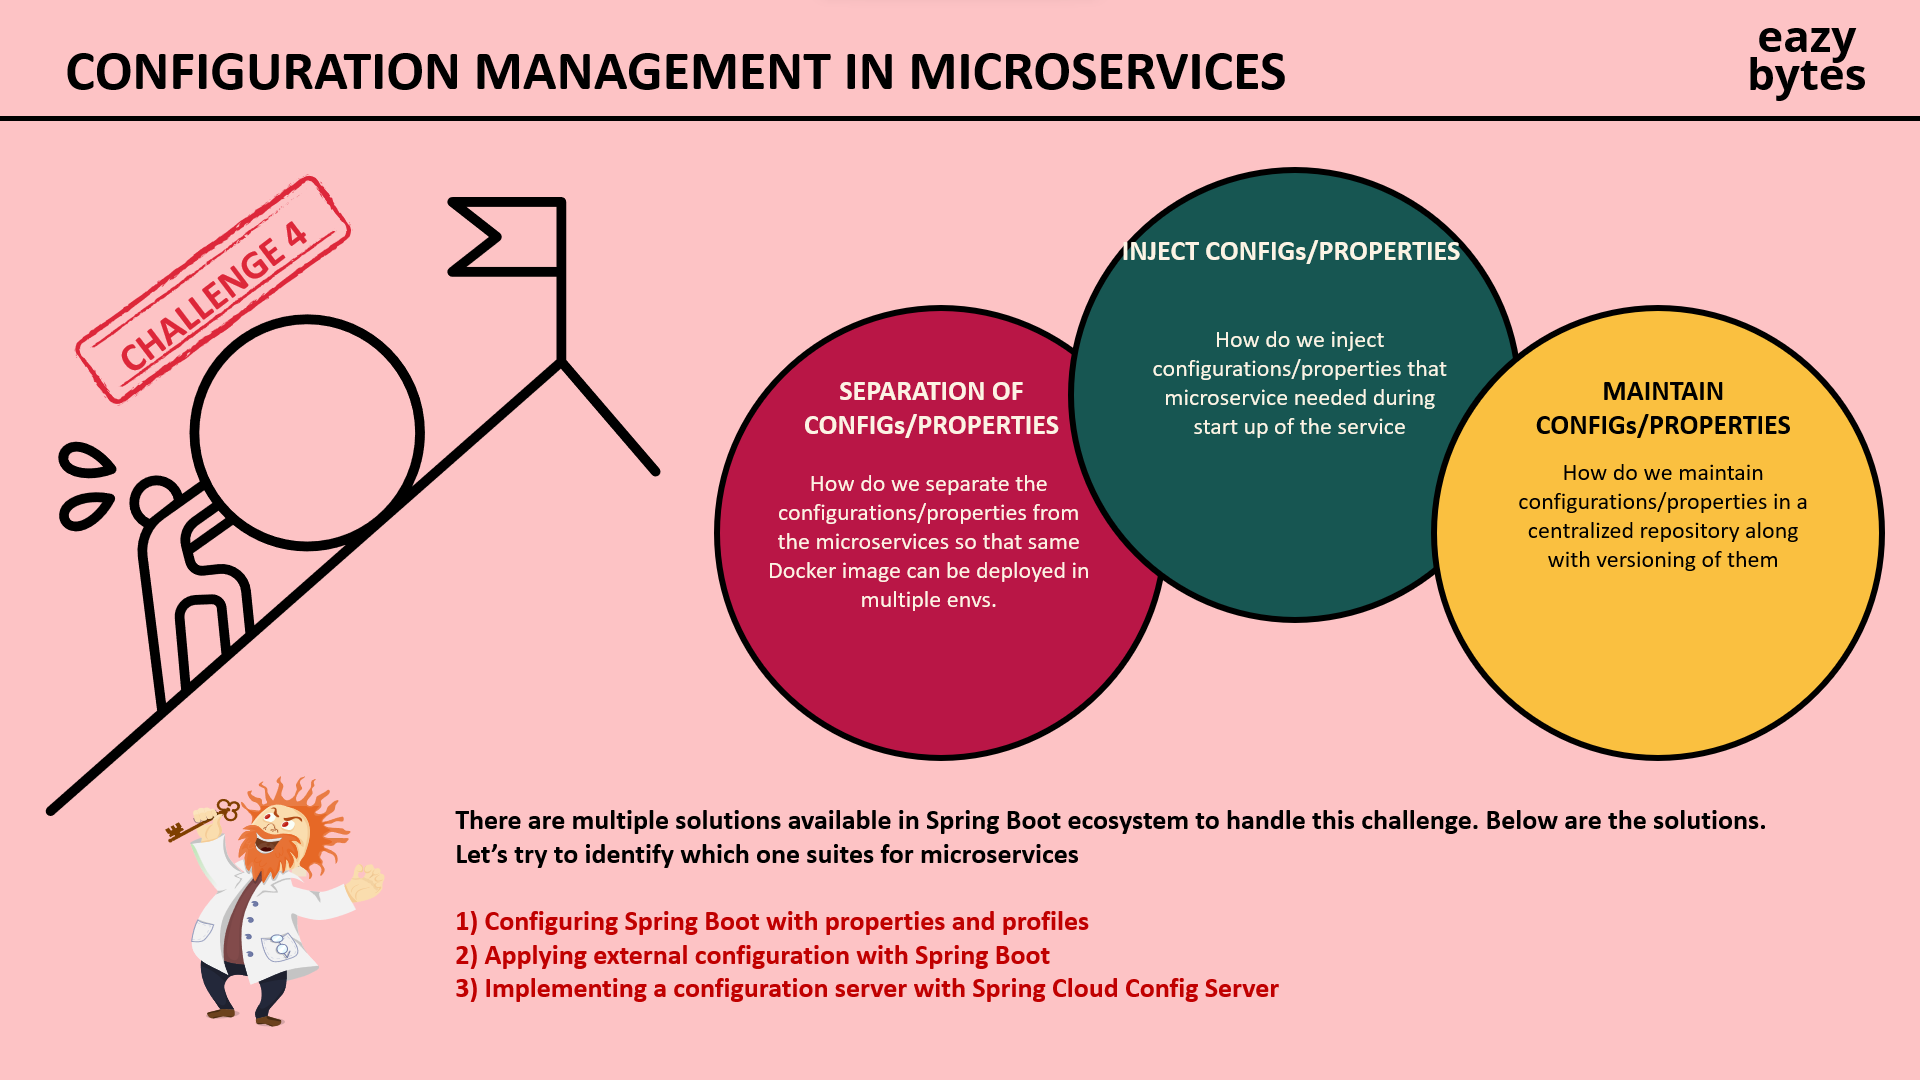 CONFIGURATION MANAGEMENT IN MICROSERVICES
eazy
bytes
CHALLENGE 4
SEPARATION OF
CONFIGs/PROPERTIES
How do we separate the
configurations/properties from
the microservices so that same
Docker image can be deployed in
multiple envs.
INJECT CONFIGs/PROPERTIES
How do we inject
configurations/properties that
microservice needed during
start up of the service
MAINTAIN
CONFIGs/PROPERTIES
How do we maintain
configurations/properties in a
centralized repository along
with versioning of them
There are multiple solutions available in Spring Boot ecosystem to handle this challenge. Below are the solutions.
Let’s try to identify which one suites for microservices
1) Configuring Spring Boot with properties and profiles
2) Applying external configuration with Spring Boot
3) Implementing a configuration server with Spring Cloud Config Server